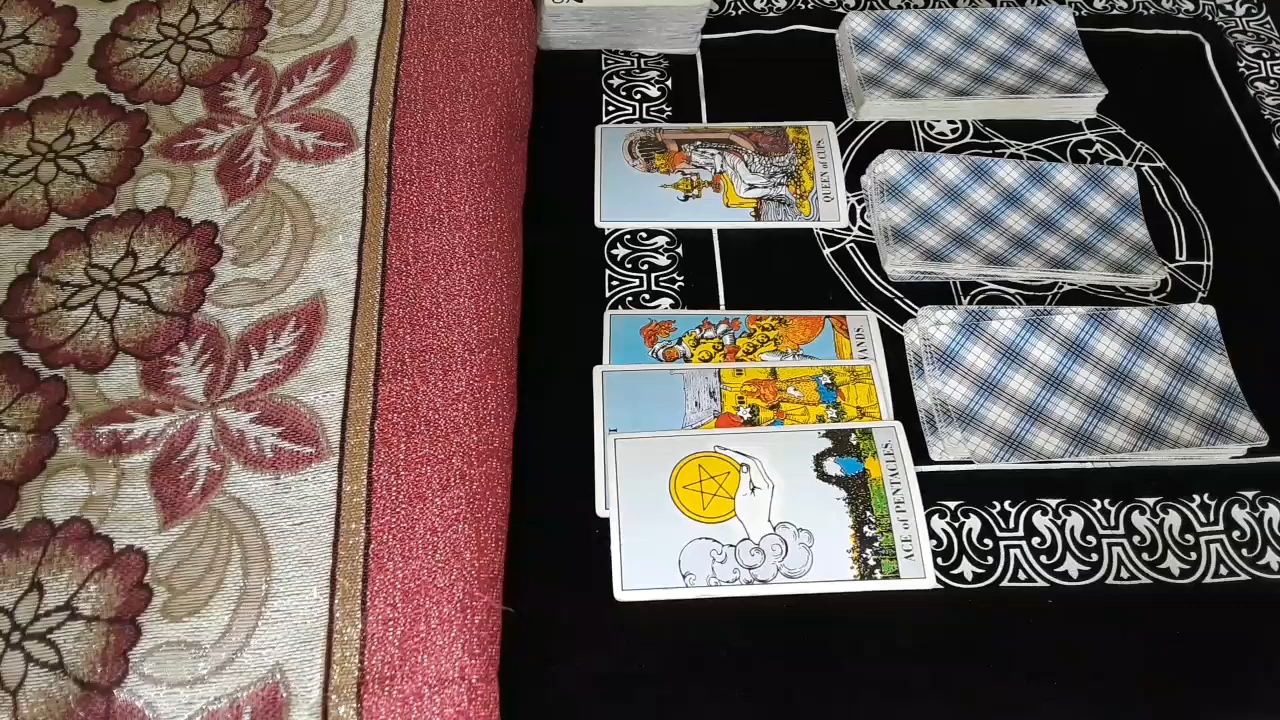 QUEEN of CUPS.
WANDS.
I
ACE of PENTACLES.